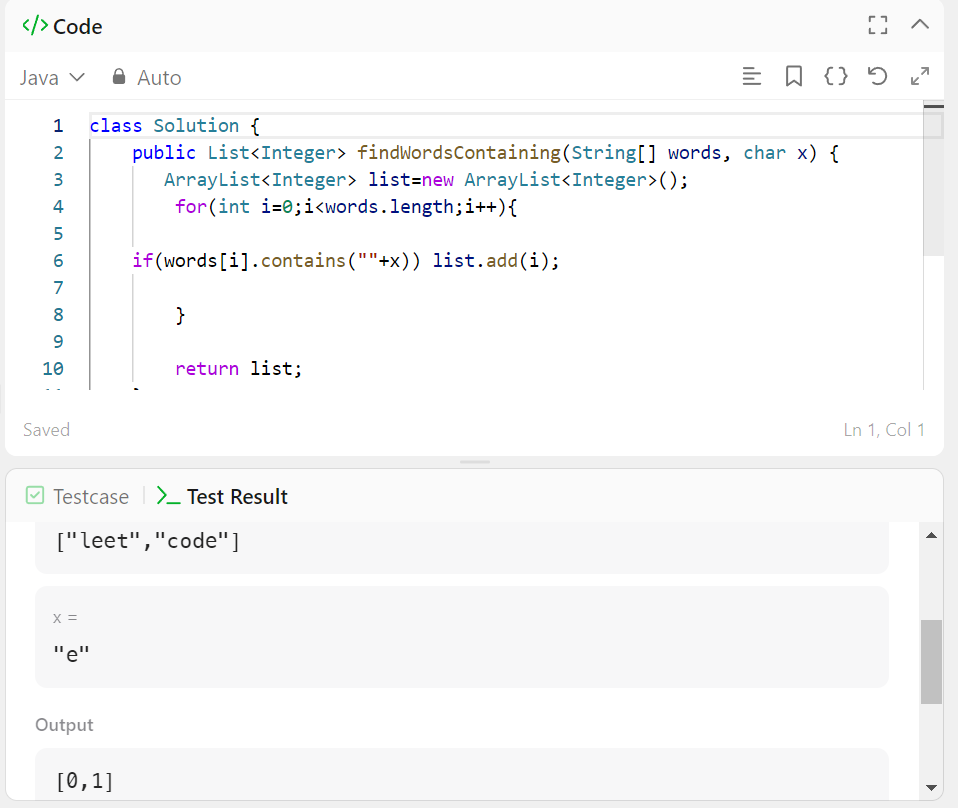 </> Code
Java Auto
1 class Solution {
2 public List<Integer> findWordsContaining(String[] words, char x) {
3 ArrayList<Integer> list=new ArrayList<Integer>();
4 for(int i=0;i<words.length;i++){
5
6 if(words[i].contains(""+x)) list.add(i);
7
8 }
9
10 return list;
Saved Ln 1, Col 1
Testcase Test Result
["leet","code"]
x =
"e"
Output
[0,1]